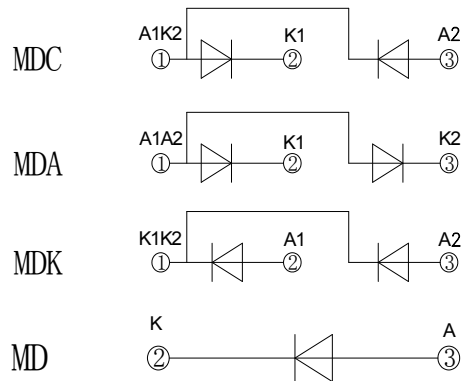 A1K2 K1 A2
MDC ① ② ③
A1A2 K1 K2
MDA ① ② ③
K1K2 A1 A2
MDK ① ② ③
K A
MD ② ③